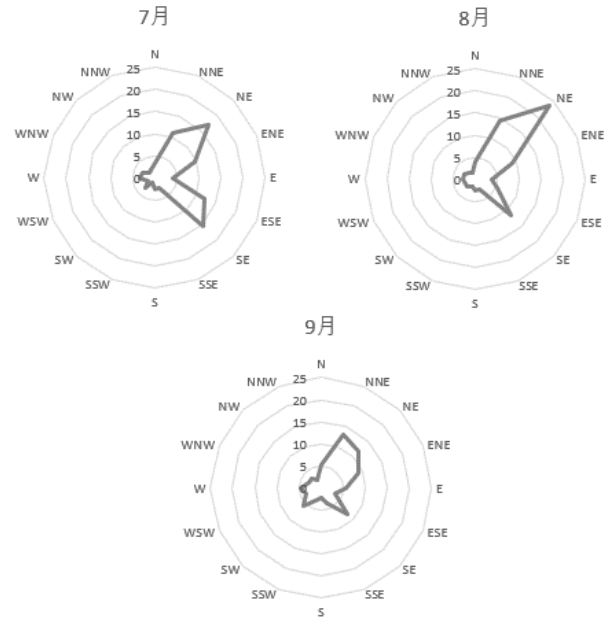 7月
N
NNW 25 NNE
NW 20 NE
15
WNW 10 ENE
5
W 0 E
WSW ESE
SW SE
SSW SSE
S
8月
N
NNW 25 NNE
NW 20 NE
15
WNW 10 ENE
5
W 0 E
WSW ESE
SW SE
SSW SSE
S
9月
N
NNW 25 NNE
NW 20 NE
15
WNW 10 ENE
5
W 0 E
WSW ESE
SW SE
SSW SSE
S